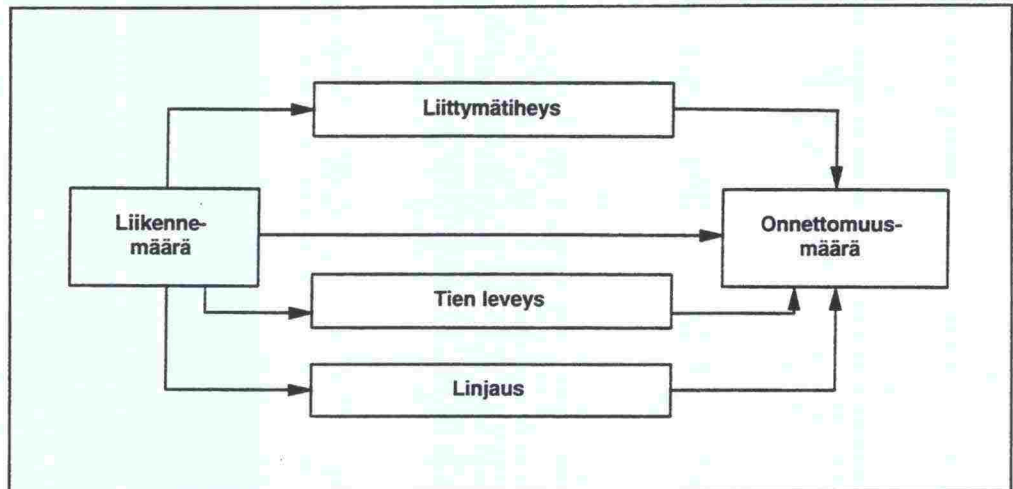 Liittymätiheys
Liikenne-
määrä
Onnettomuus-
määrä
Tien leveys
Linjaus